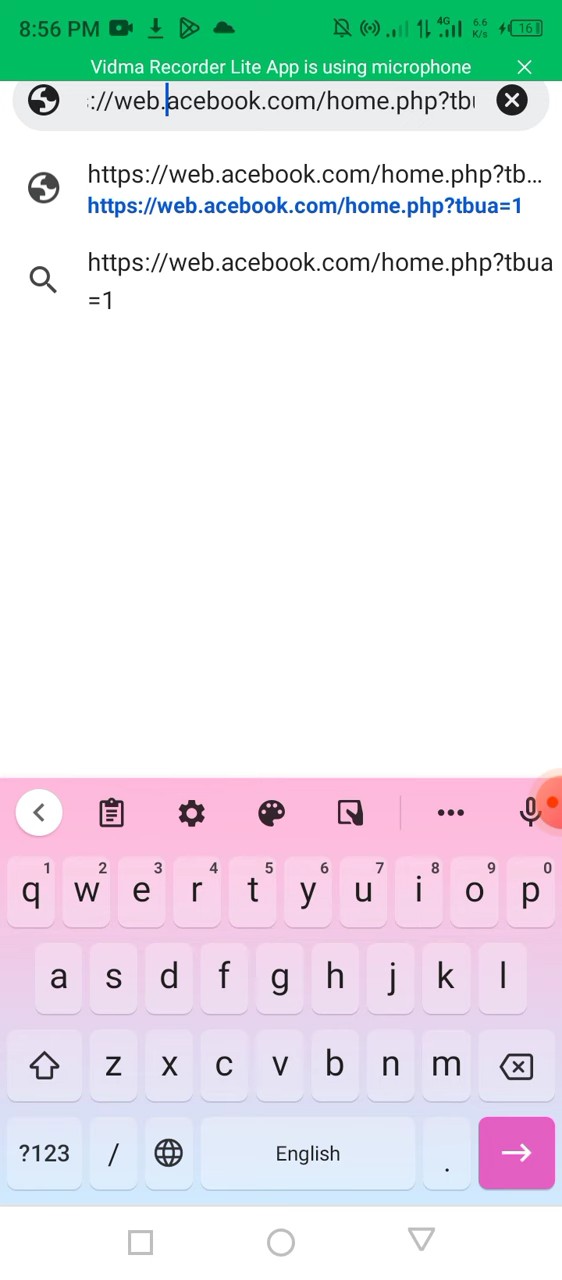 8:56 PM 4G 6.6 K/s 16
Vidma Recorder Lite App is using microphone
://web.acebook.com/home.php?tbu
https://web.acebook.com/home.php?tb...
https://web.acebook.com/home.php?tbua=1
https://web.acebook.com/home.php?tbua
=1
1 2 3 4 5 6 7 8 9 0
q w e r t y u i o p
a s d f g h j k l
z x c v b n m
?123 / English .